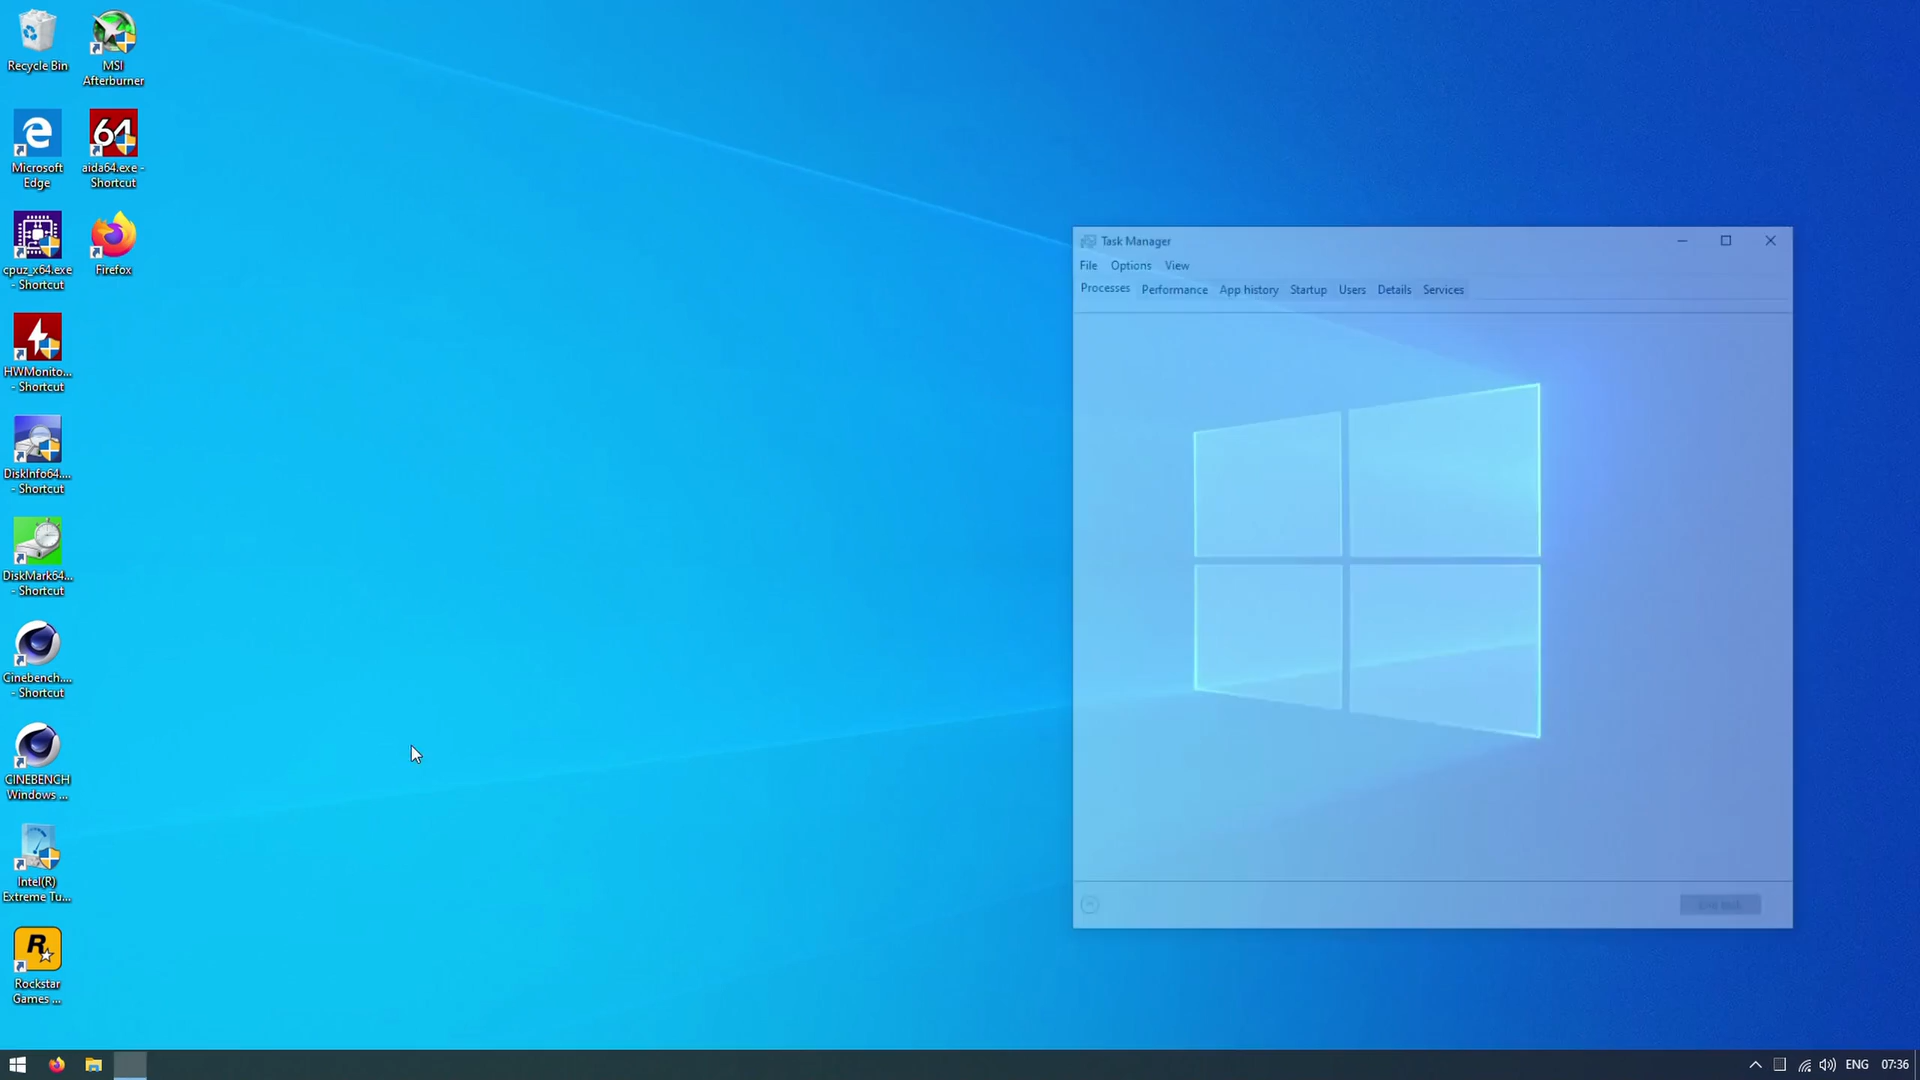 Recycle Bin
MSI
Afterburner
Microsoft
Edge
64
aida64.exe -
Shortcut
cpuz_x64.exe
- Shortcut
Firefox
HWMonito...
- Shortcut
DiskInfo64....
- Shortcut
DiskMark64...
- Shortcut
Cinebench....
- Shortcut
CINEBENCH
Windows ...
Intel(R)
Extreme Tu...
R
Rockstar
Games ...
Task Manager
File Options View
Processes Performance App history Startup Users Details Services
ENG 07:36